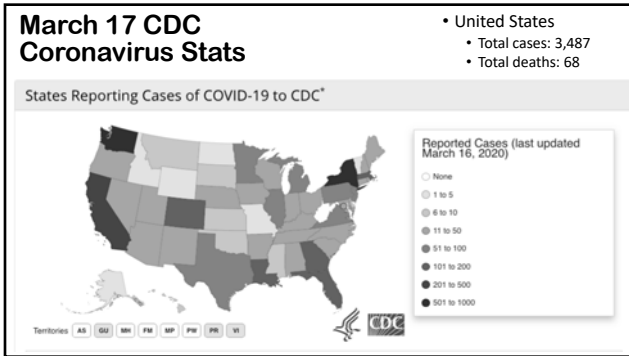 March 17 CDC
Coronavirus Stats
• United States
• Total cases: 3,487
• Total deaths: 68
States Reporting Cases of COVID-19 to CDC*
Reported Cases (last updated
March 16, 2020)
None
1 to 5
6 to 10
11 to 50
51 to 100
101 to 200
201 to 500
501 to 1000
Territories AS GU MH FM MP PW PR VI
CDC